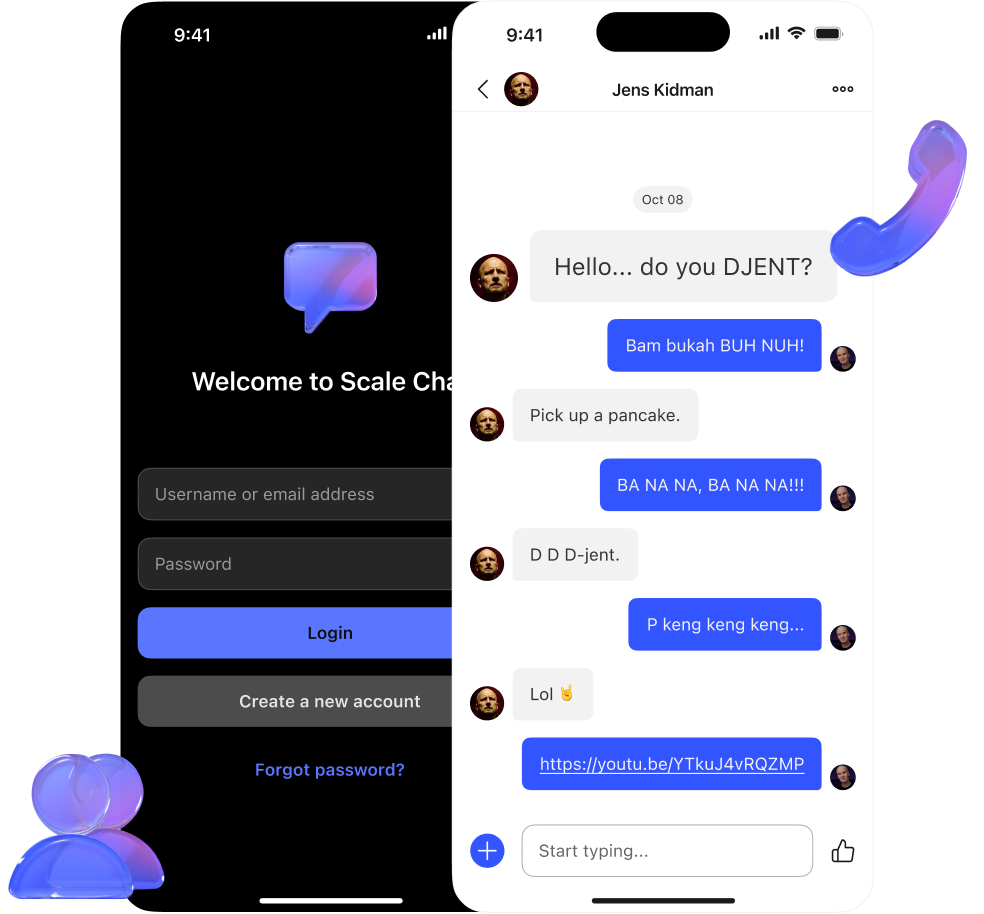 9:41
Welcome to Scale Cha
Username or email address
Password
Login
Create a new account
Forgot password?
9:41
Jens Kidman
Oct 08
Hello... do you DJENT?
Bam bukah BUH NUH!
Pick up a pancake.
BA NA NA, BA NA NA!!!
D D D-jent.
P keng keng keng...
Lol 🤘
https://youtu.be/YTkuJ4vRQZMP
Start typing...